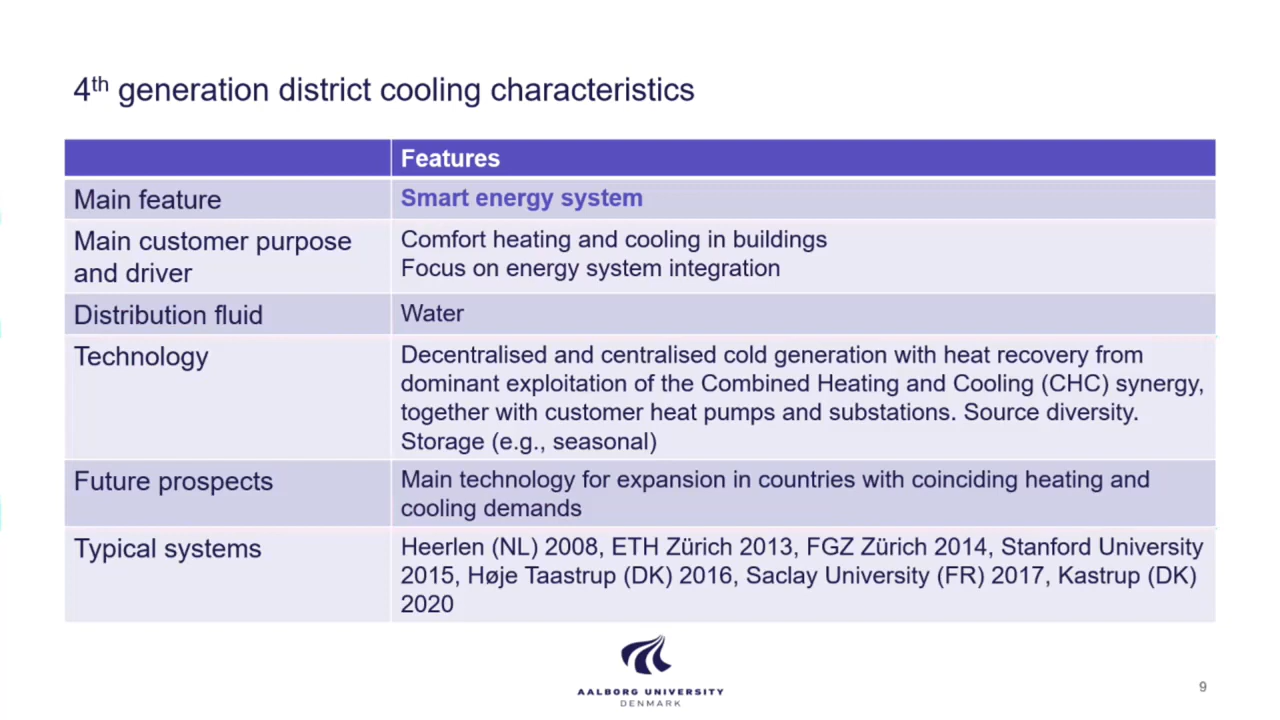 4th generation district cooling characteristics
Features
Main feature
Smart energy system
Main customer purpose
and driver
Comfort heating and cooling in buildings
Focus on energy system integration
Distribution fluid
Water
Technology
Decentralised and centralised cold generation with heat recovery from
dominant exploitation of the Combined Heating and Cooling (CHC) synergy,
together with customer heat pumps and substations. Source diversity.
Storage (e.g., seasonal)
Future prospects
Main technology for expansion in countries with coinciding heating and
cooling demands
Typical systems
Heerlen (NL) 2008, ETH Zürich 2013, FGZ Zürich 2014, Stanford University
2015, Høje Taastrup (DK) 2016, Saclay University (FR) 2017, Kastrup (DK)
2020
AALBORG UNIVERSITY
DENMARK
9